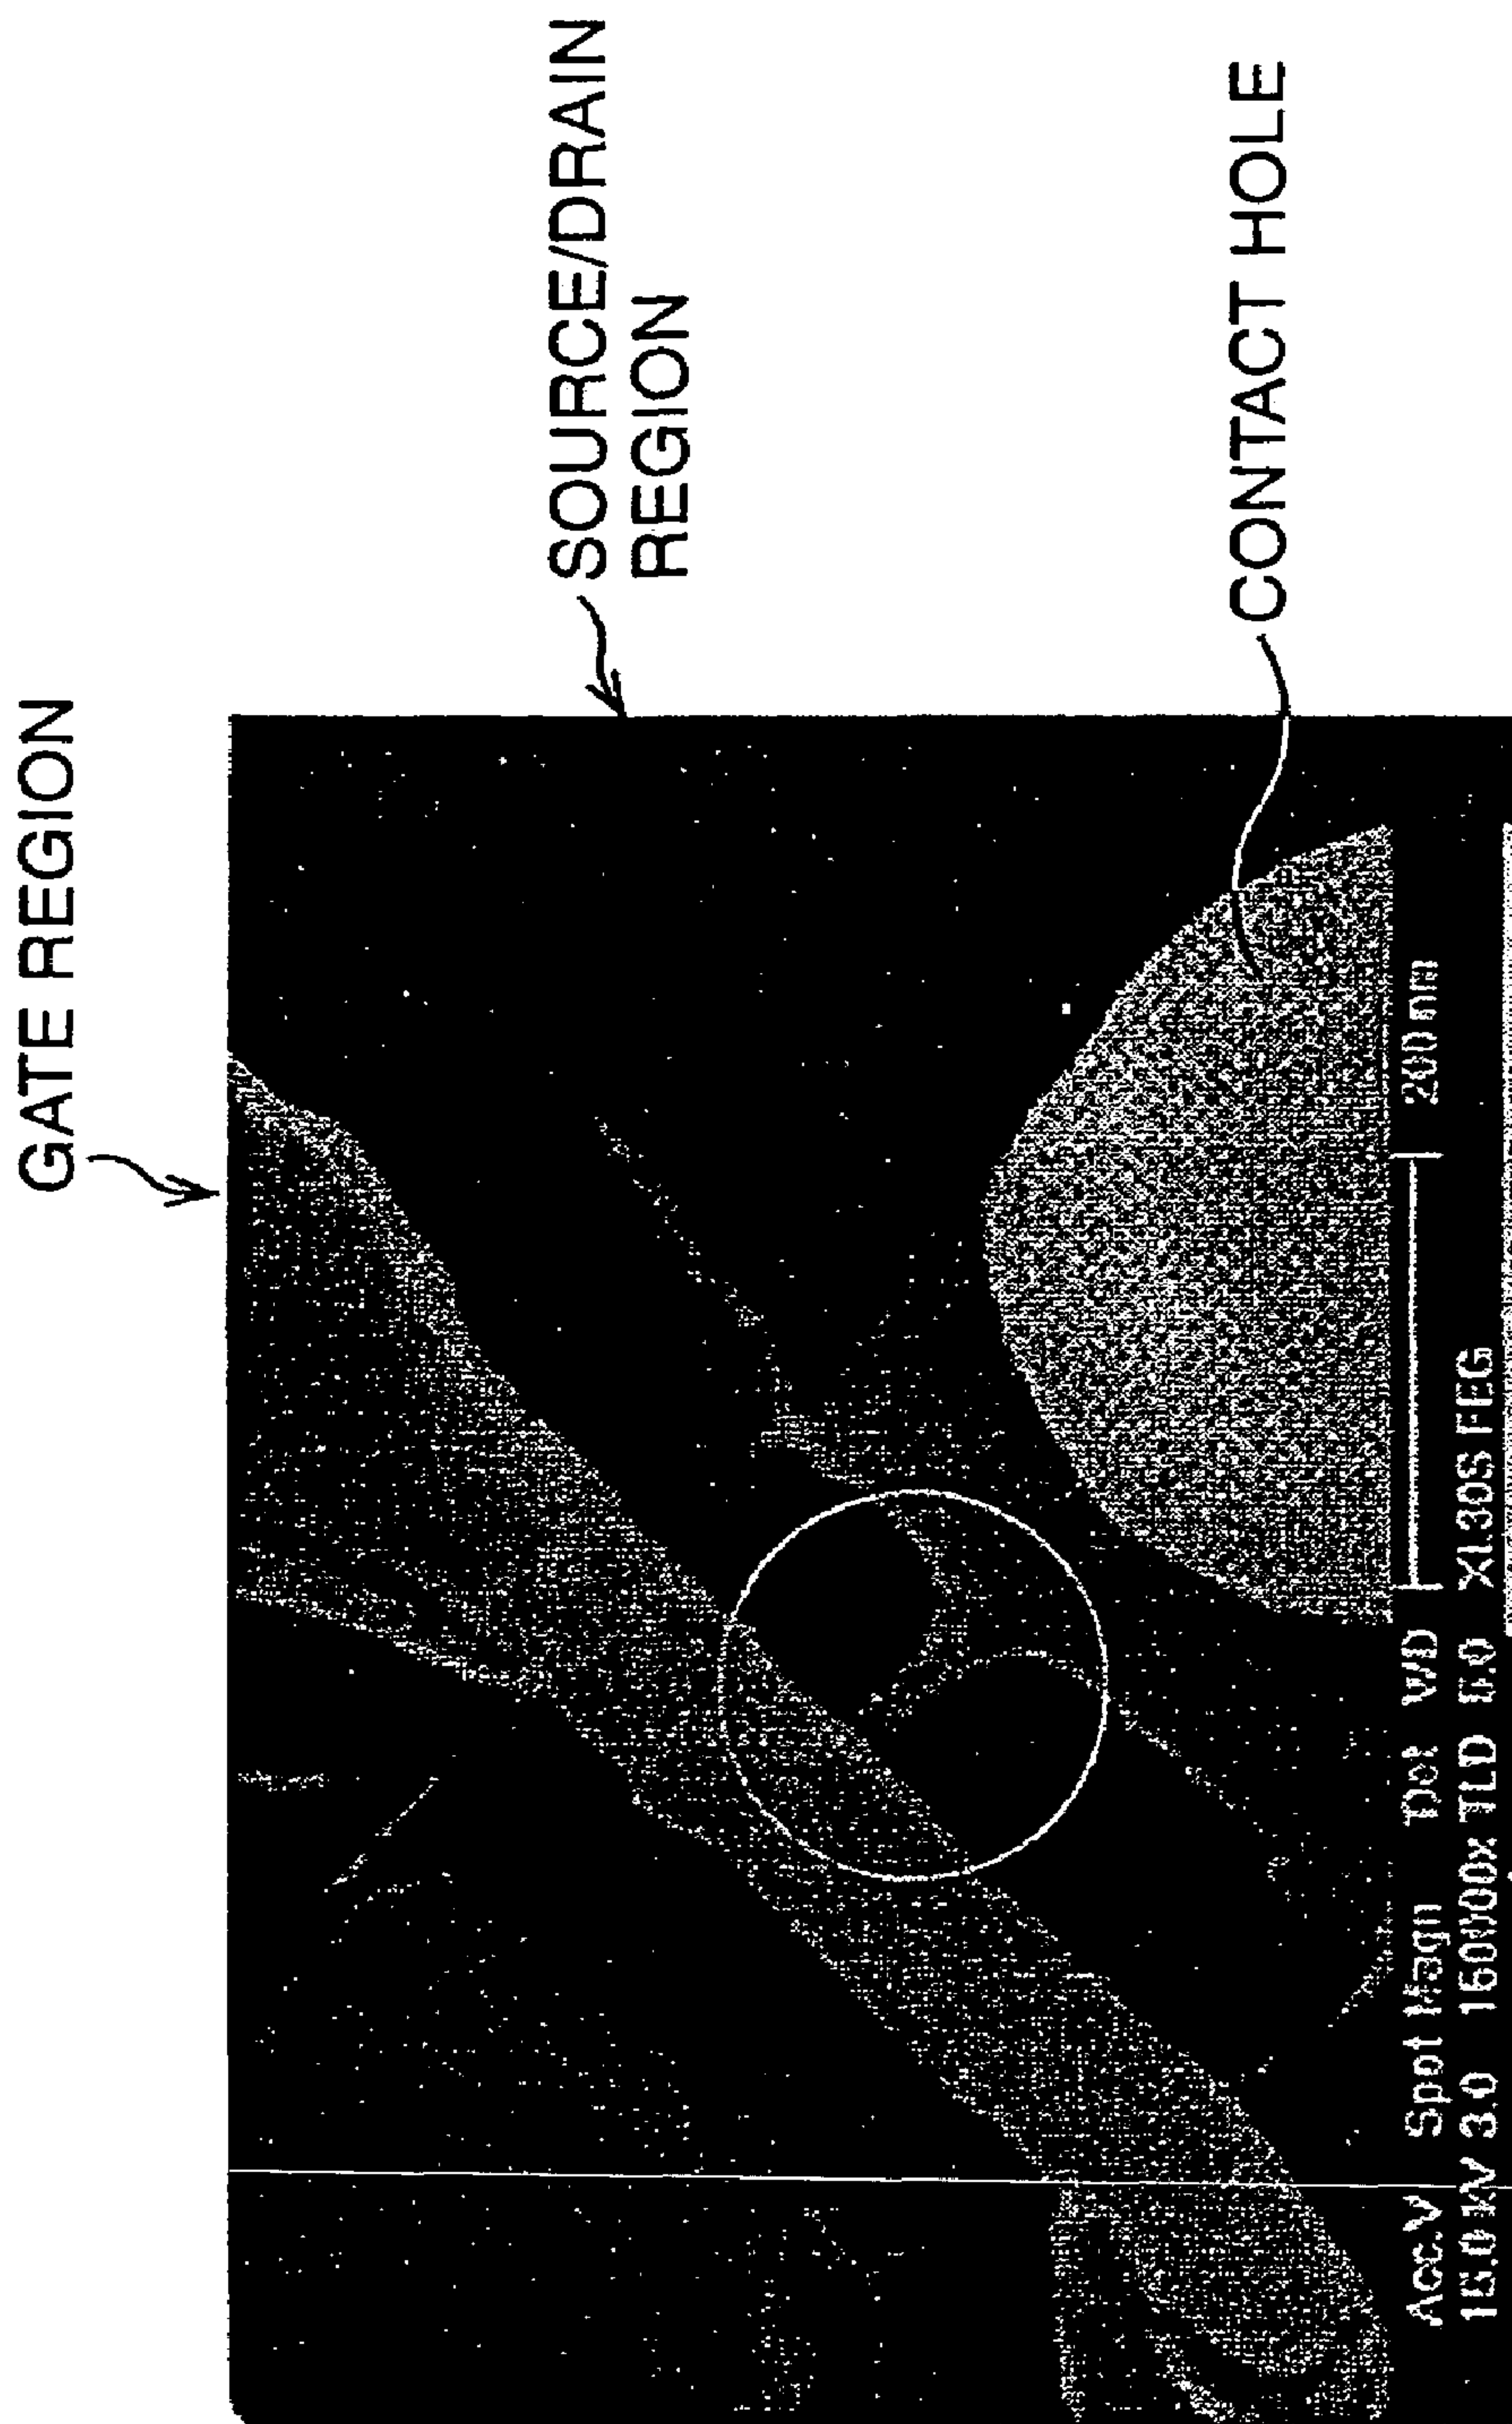 GATE REGION
SOURCE/DRAIN
REGION
CONTACT HOLE
Acc.V Spot Magn Det WD 200 nm
3.0 160000x TLD XL30S FEG